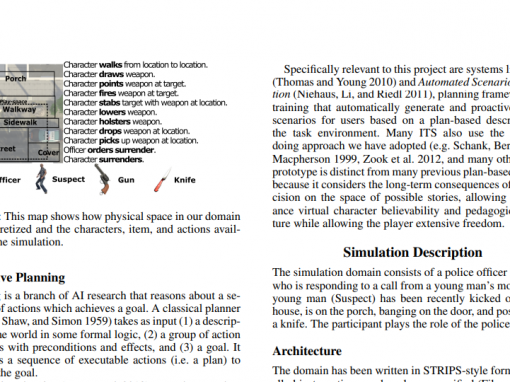 Porch
Walkway
Sidewalk
Cover
Character walks from location to location.
Character draws weapon.
Character points weapon at target.
Character fires weapon at target.
Character stabs target with weapon at location.
Character lowers weapon.
Character holsters weapon.
Character drops weapon at location.
Character picks up weapon at location.
Officer orders surrender.
Character surrenders.
Suspect
Gun
Knife
This map shows how physical space in our domain
retized and the characters, item, and actions avail-
ne simulation.
ve Planning
is a branch of AI research that reasons about a se-
of actions which achieves a goal. A classical planner
Shaw, and Simon 1959) takes as input (1) a descrip-
he world in some formal logic, (2) a group of action
s with preconditions and effects, and (3) a goal. It
s a sequence of executable actions (i.e. a plan) to
the goal.
Specifically relevant to this project are systems l
(Thomas and Young 2010) and Automated Scenario
tion (Niehaus, Li, and Riedl 2011), planning framew
training that automatically generate and proactive
scenarios for users based on a plan-based descr
the task environment. Many ITS also use the
doing approach we have adopted (e.g. Schank, Ber
Macpherson 1999, Zook et al. 2012, and many oth
prototype is distinct from many previous plan-based
because it considers the long-term consequences of
cision on the space of possible stories, allowing
ance virtual character believability and pedagogic
ture while allowing the player extensive freedom.
Simulation Description
The simulation domain consists of a police officer
who is responding to a call from a young man's mo
young man (Suspect) has been recently kicked o
house, is on the porch, banging on the door, and pos
a knife. The participant plays the role of the police
Architecture
The domain has been written in STRIPS-style form